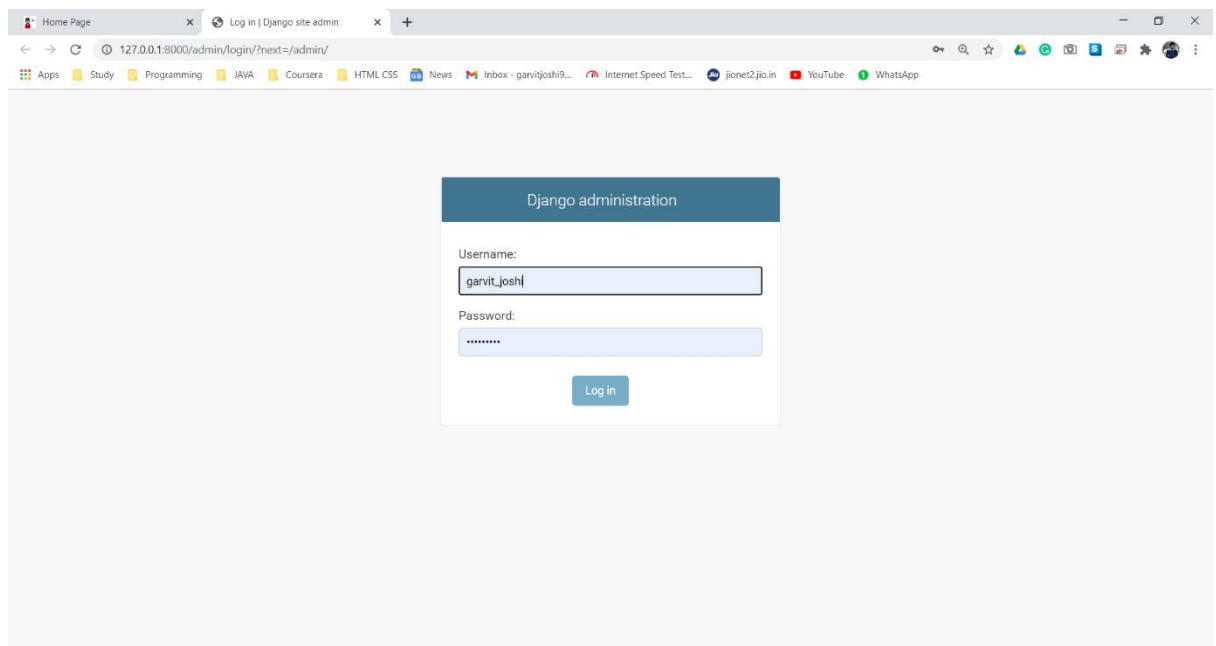 Home Page
Log in | Django site admin
127.0.0.1:8000/admin/login/?next=/admin/
Apps Study Programming JAVA Coursera HTML CSS News Inbox - garvitjoshi9... Internet Speed Test... jionet2.jio.in YouTube WhatsApp
Django administration
Username:
garvit_joshi
Password:
•••••••••
Log in